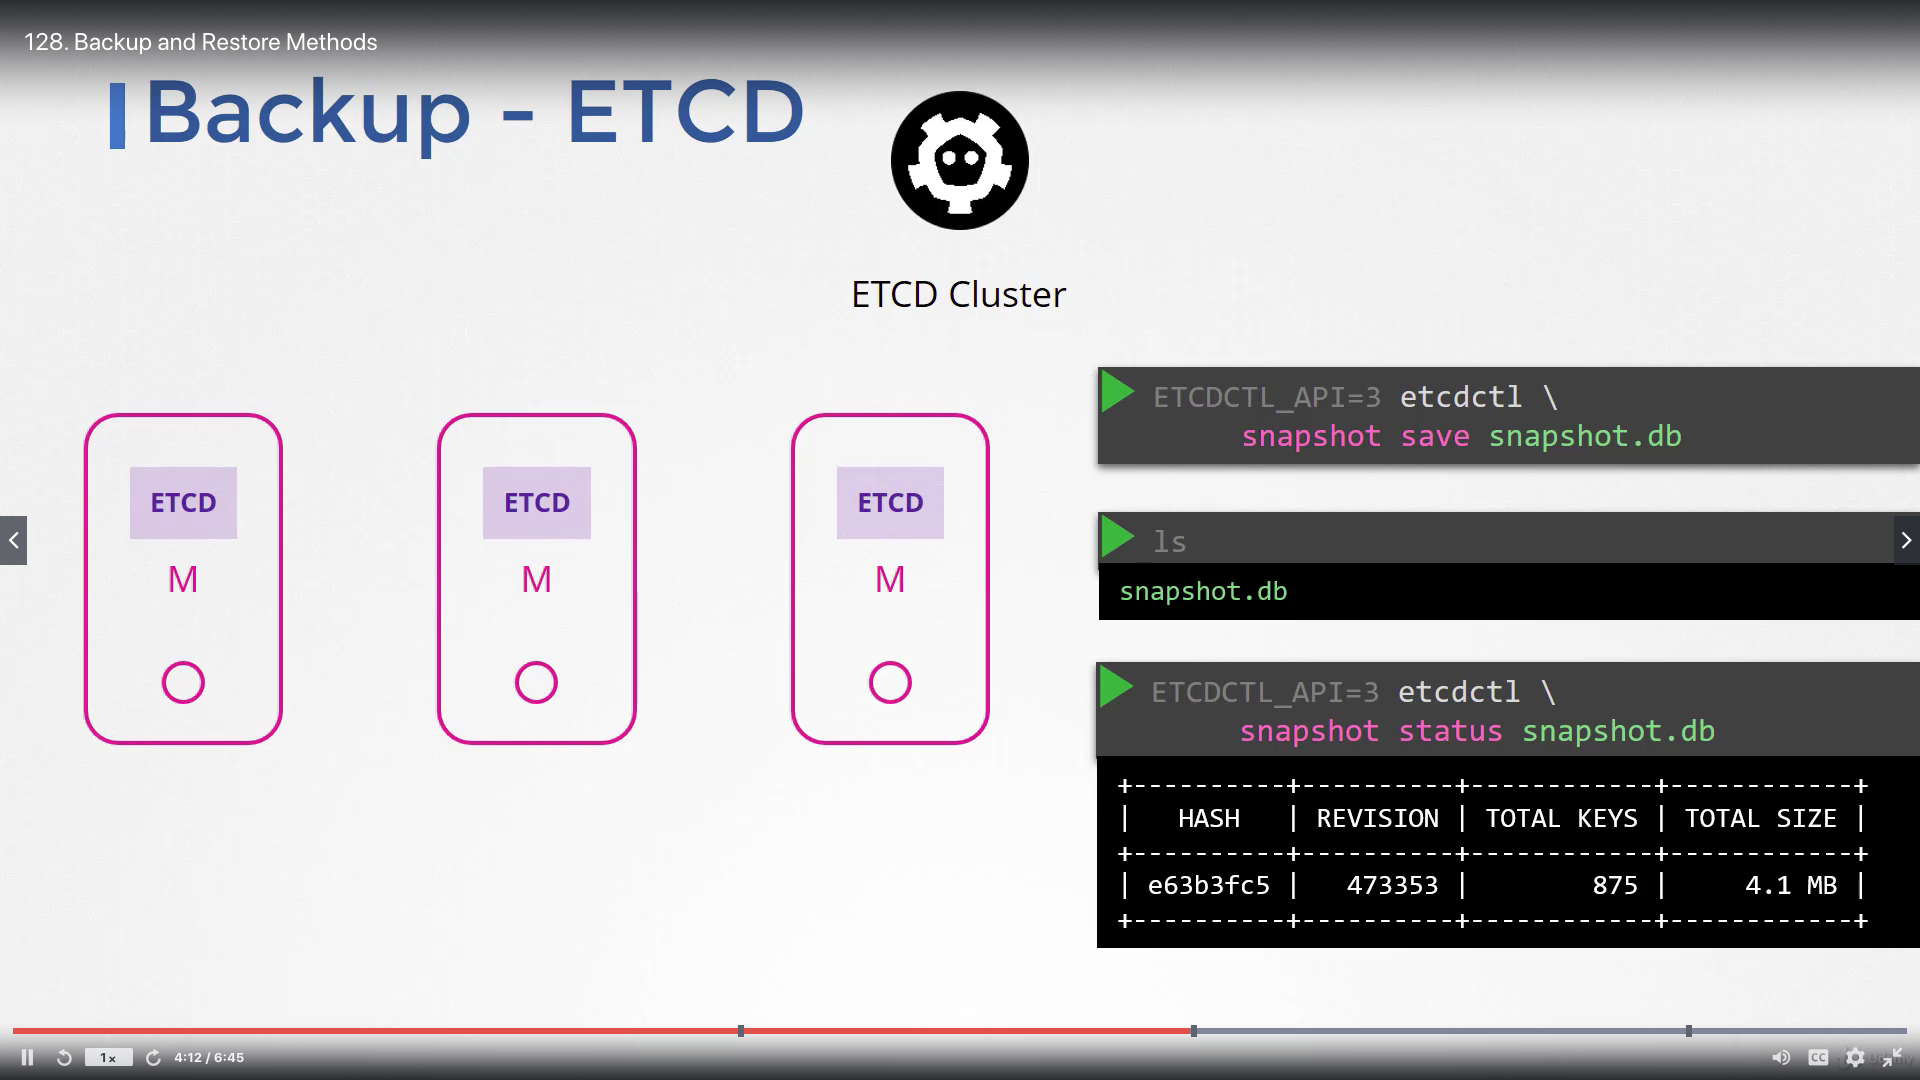 128. Backup and Restore Methods
Backup - ETCD
ETCD Cluster
ETCD
M
ETCD
M
ETCD
M
ETCDCTL_API=3 etcdctl \
snapshot save snapshot.db
ls
snapshot.db
ETCDCTL_API=3 etcdctl \
snapshot status snapshot.db
+----------+----------+------------+------------+
| HASH | REVISION | TOTAL KEYS | TOTAL SIZE |
+----------+----------+------------+------------+
| e63b3fc5 | 473353 | 875 | 4.1 MB |
+----------+----------+------------+------------+
1x
4:12 / 6:45
CC